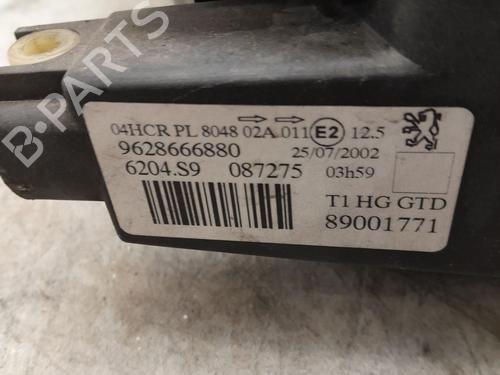 04HCR PL 8048 02A 011 E2 12.5
9628666880 25/07/2002
6204.S9 087275 03h59
T1 HG GTD
89001771
B-PARTS